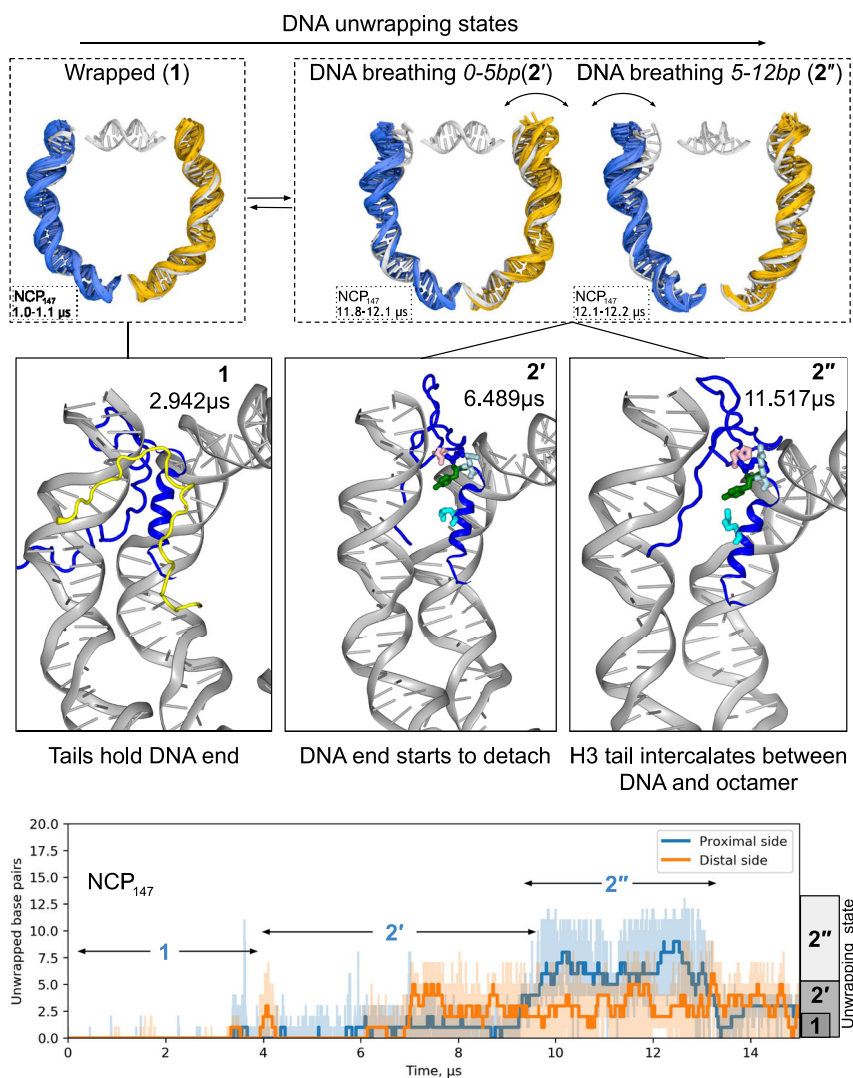 DNA unwrapping states
Wrapped (1)
DNA breathing 0-5bp(2′)
DNA breathing 5-12bp (2″)
NCP147
1.0-1.1 μs
NCP147
11.8-12.1 μs
NCP147
12.1-12.2 μs
1
2.942μs
2′
6.489μs
2″
11.517μs
Tails hold DNA end
DNA end starts to detach
H3 tail intercalates between
DNA and octamer
20.0
17.5
15.0
12.5
10.0
7.5
5.0
2.5
0.0
Unwrapped base pairs
NCP147
Proximal side
Distal side
1
2′
2″
2″
2′
1
Unwrapping state
0
2
4
6
8
10
12
14
Time, μs